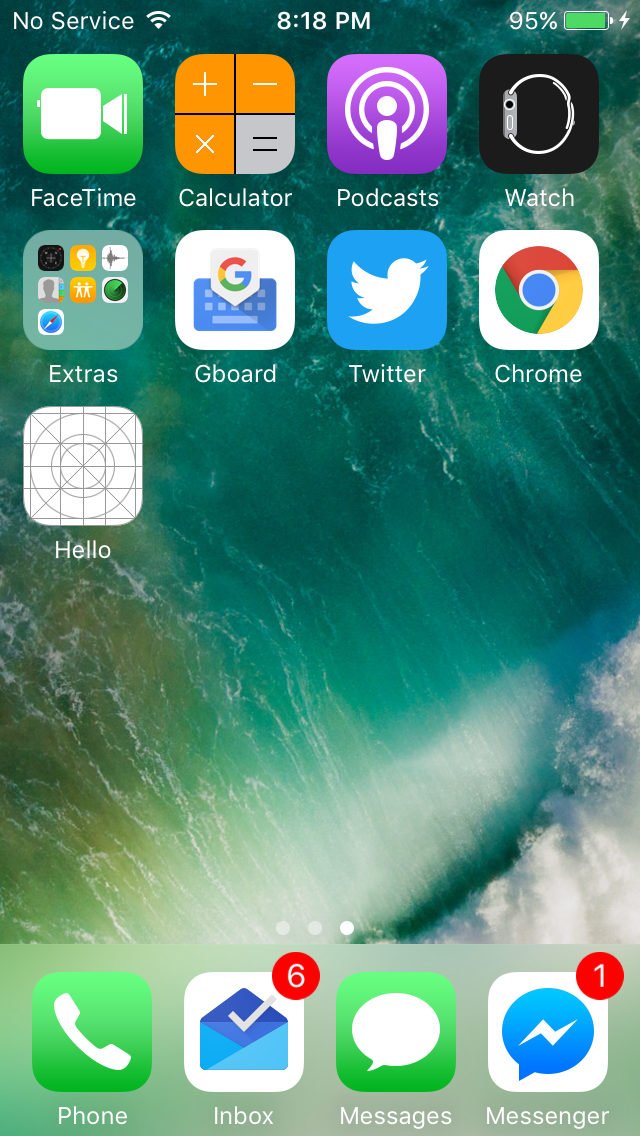 No Service 8:18 PM 95%
FaceTime Calculator Podcasts Watch
Extras Gboard Twitter Chrome
Hello
6 1
Phone Inbox Messages Messenger